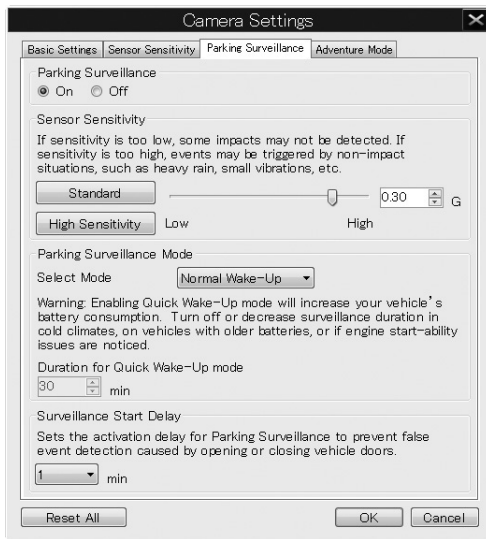 Camera Settings
Basic Settings Sensor Sensitivity Parking Surveillance Adventure Mode
Parking Surveillance
On Off
Sensor Sensitivity
If sensitivity is too low, some impacts may not be detected. If
sensitivity is too high, events may be triggered by non-impact
situations, such as heavy rain, small vibrations, etc.
Standard 0.30 G
High Sensitivity Low High
Parking Surveillance Mode
Select Mode Normal Wake-Up
Warning: Enabling Quick Wake-Up mode will increase your vehicle's
battery consumption. Turn off or decrease surveillance duration in
cold climates, on vehicles with older batteries, or if engine start-ability
issues are noticed.
Duration for Quick Wake-Up mode
30 min
Surveillance Start Delay
Sets the activation delay for Parking Surveillance to prevent false
event detection caused by opening or closing vehicle doors.
1 min
Reset All OK Cancel